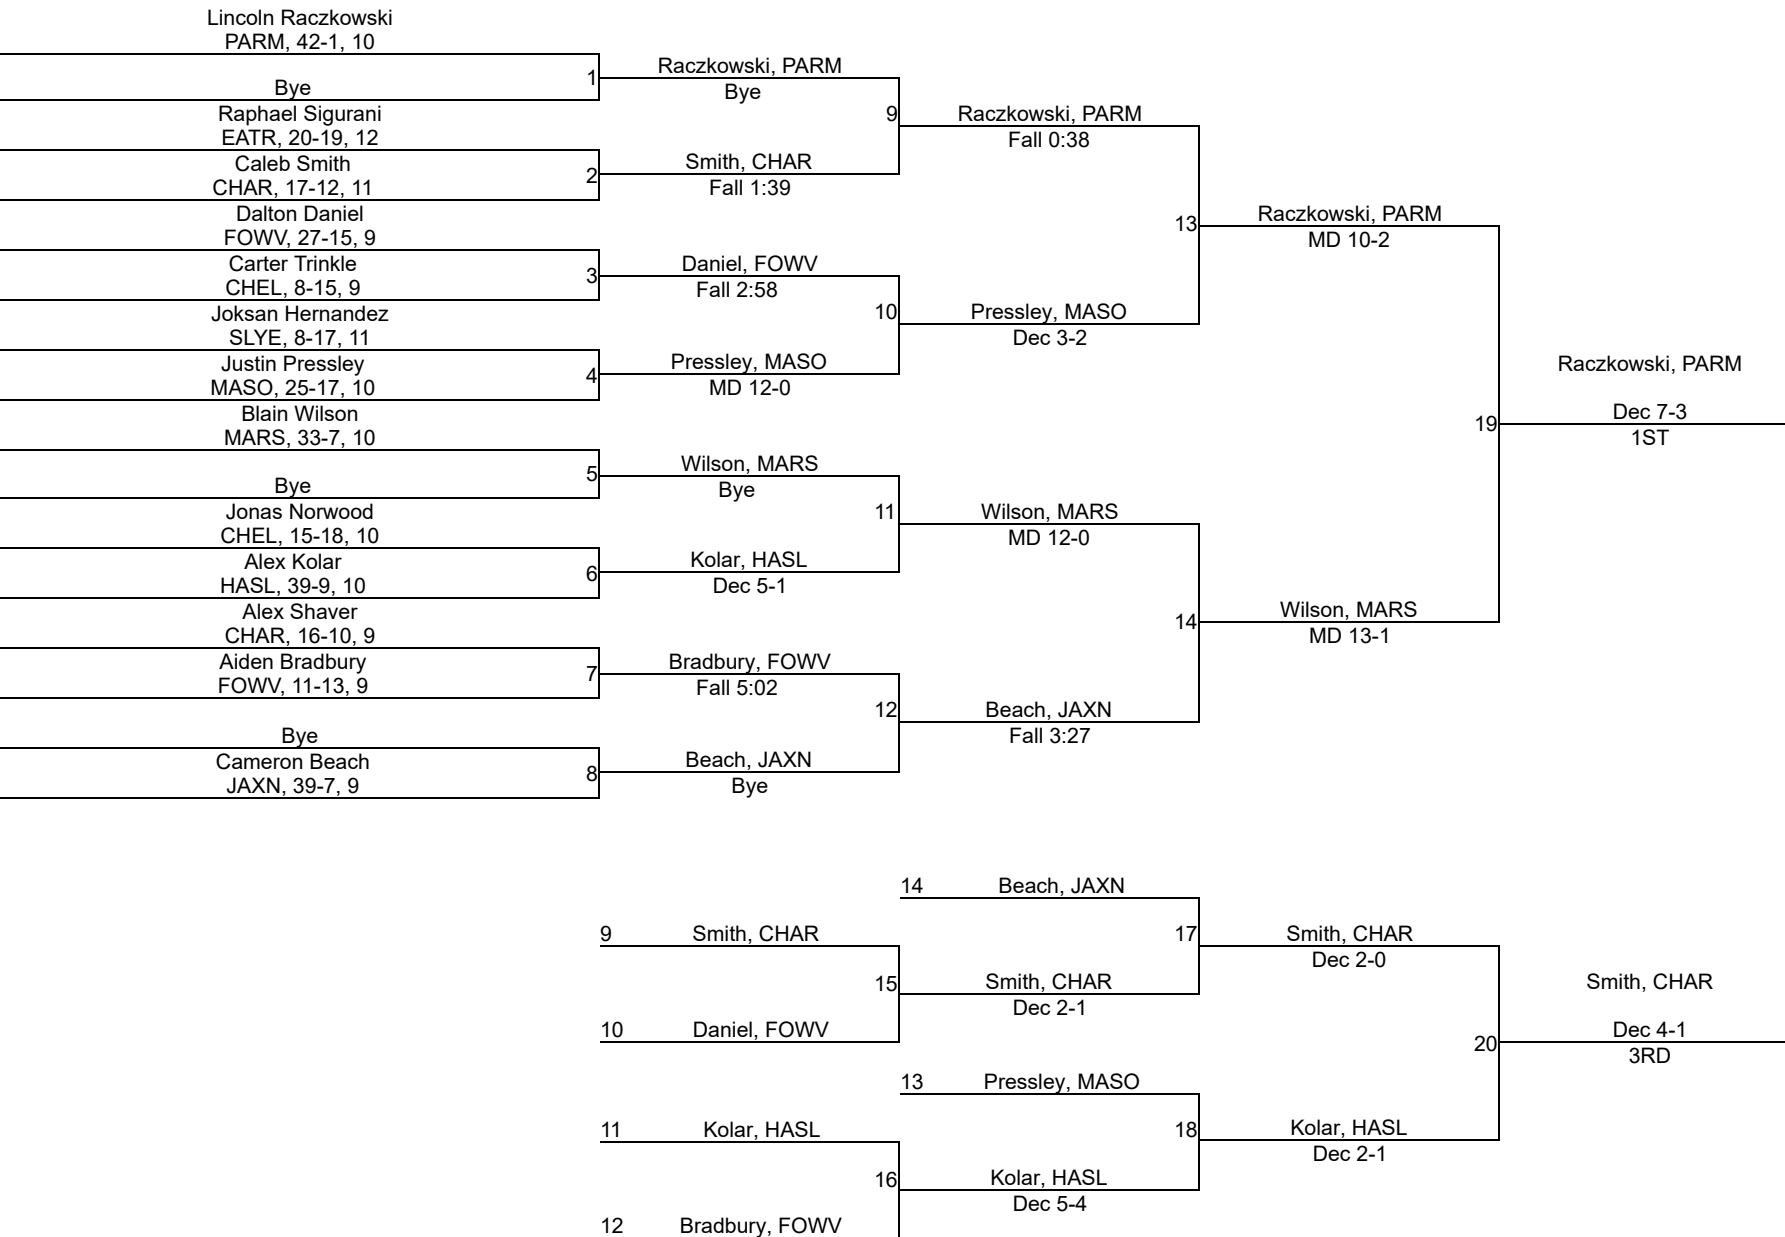 Lincoln Raczkowski
PARM, 42-1, 10
Bye
1
Raphael Sigurani
EATR, 20-19, 12
Caleb Smith
CHAR, 17-12, 11
2
Dalton Daniel
FOWV, 27-15, 9
Carter Trinkle
CHEL, 8-15, 9
3
Joksan Hernandez
SLYE, 8-17, 11
Justin Pressley
MASO, 25-17, 10
4
Blain Wilson
MARS, 33-7, 10
Bye
5
Jonas Norwood
CHEL, 15-18, 10
Alex Kolar
HASL, 39-9, 10
6
Alex Shaver
CHAR, 16-10, 9
Aiden Bradbury
FOWV, 11-13, 9
7
Bye
Cameron Beach
JAXN, 39-7, 9
8
Raczkowski, PARM
Bye
9
Smith, CHAR
Fall 1:39
Daniel, FOWV
Fall 2:58
10
Pressley, MASO
MD 12-0
Wilson, MARS
Bye
11
Kolar, HASL
Dec 5-1
Bradbury, FOWV
Fall 5:02
12
Beach, JAXN
Bye
Raczkowski, PARM
Fall 0:38
13
Pressley, MASO
Dec 3-2
Wilson, MARS
MD 12-0
14
Beach, JAXN
Fall 3:27
Raczkowski, PARM
MD 10-2
19
Wilson, MARS
MD 13-1
Raczkowski, PARM
Dec 7-3
1ST
9 Smith, CHAR
15
10 Daniel, FOWV
11 Kolar, HASL
16
12 Bradbury, FOWV
14 Beach, JAXN
17
Smith, CHAR
Dec 2-1
13 Pressley, MASO
18
Kolar, HASL
Dec 5-4
Smith, CHAR
Dec 2-0
20
Kolar, HASL
Dec 2-1
Smith, CHAR
Dec 4-1
3RD